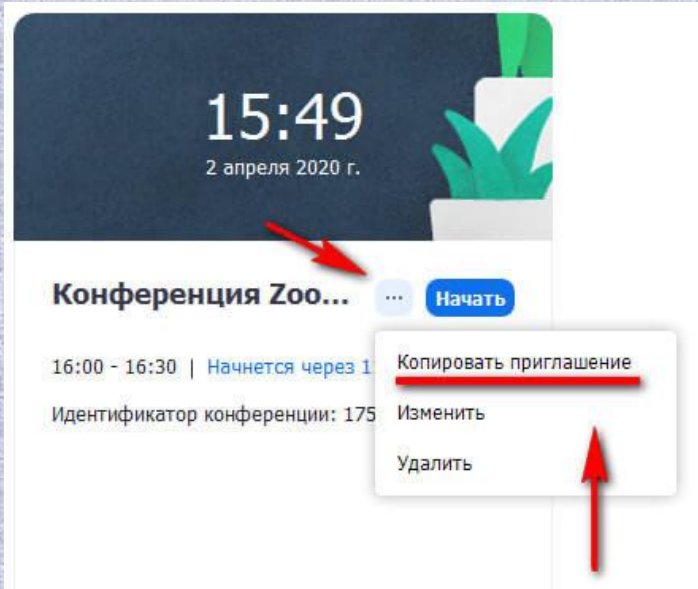 15:49
2 апреля 2020 г.
Конференция Zoo... ... Начать
16:00 - 16:30 | Начнется через 1
Копировать приглашение
Идентификатор конференции: 175
Изменить
Удалить